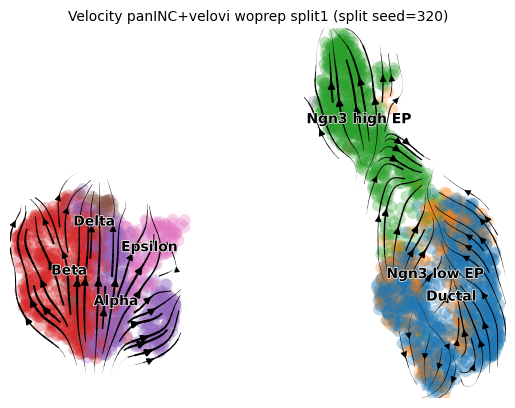 Velocity panINC+velovi woprep split1 (split seed=320)
Ngn3 high EP
Delta
Epsilon
Beta
Ngn3 low EP
Alpha
Ductal